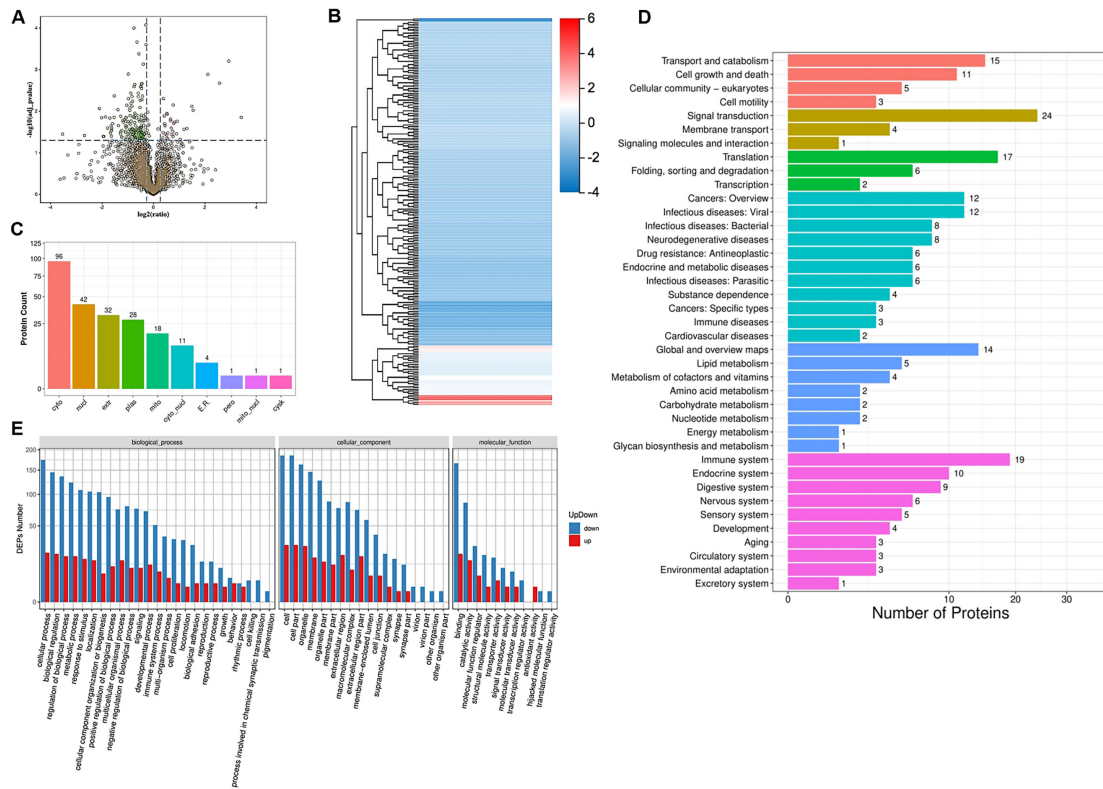 A
-log10(adj_pvalue)
4
3
2
1
0
-4
-2
0
2
4
log2(ratio)
B
6
4
2
0
-2
-4
C
Protein Count
125
100
75
50
25
0
96
42
32
28
18
11
4
1
1
1
cyto
nucl
extr
plas
mito
cyto_nucl
E.R.
pero
mito_nucl
cysk
D
Transport and catabolism 15
Cell growth and death 11
Cellular community − eukaryotes 5
Cell motility 3
Signal transduction 24
Membrane transport 4
Signaling molecules and interaction 1
Translation 17
Folding, sorting and degradation 6
Transcription 2
Cancers: Overview 12
Infectious diseases: Viral 12
Infectious diseases: Bacterial 8
Neurodegenerative diseases 8
Drug resistance: Antineoplastic 6
Endocrine and metabolic diseases 6
Infectious diseases: Parasitic 6
Substance dependence 4
Cancers: Specific types 3
Immune diseases 3
Cardiovascular diseases 2
Global and overview maps 14
Lipid metabolism 5
Metabolism of cofactors and vitamins 4
Amino acid metabolism 2
Carbohydrate metabolism 2
Nucleotide metabolism 2
Energy metabolism 1
Glycan biosynthesis and metabolism 1
Immune system 19
Endocrine system 10
Digestive system 9
Nervous system 6
Sensory system 5
Development 4
Aging 3
Circulatory system 3
Environmental adaptation 3
Excretory system 1
0
10
20
30
Number of Proteins
E
biological_process
cellular_component
molecular_function
DEPs Number
200
150
100
50
0
cellular process
biological regulation
regulation of biological process
metabolic process
response to stimulus
localization
cellular component organization or biogenesis
positive regulation of biological process
multicellular organismal process
negative regulation of biological process
signaling
developmental process
immune system process
multi−organism process
cell proliferation
locomotion
biological adhesion
reproduction
reproductive process
growth
behavior
rhythmic process
cell killing
process involved in chemical synaptic transmission
pigmentation
cell
cell part
organelle
membrane
organelle part
membrane part
extracellular region
macromolecular complex
extracellular region part
membrane−enclosed lumen
cell junction
supramolecular complex
synapse
synapse part
virion
virion part
other organism
other organism part
binding
catalytic activity
molecular function regulator
structural molecule activity
transporter activity
signal transducer activity
molecular transducer activity
transcription regulator activity
antioxidant activity
hijacked molecular function
translation regulator activity
UpDown
down
up